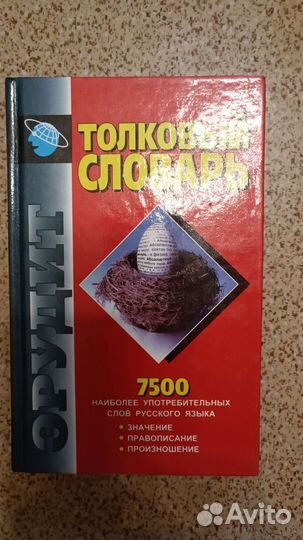 ТОЛКОВЫЙ
СЛОВАРЬ
ЭРУДИТ
7500
НАИБОЛЕЕ УПОТРЕБИТЕЛЬНЫХ
СЛОВ РУССКОГО ЯЗЫКА
• ЗНАЧЕНИЕ
• ПРАВОПИСАНИЕ
• ПРОИЗНОШЕНИЕ
Avito